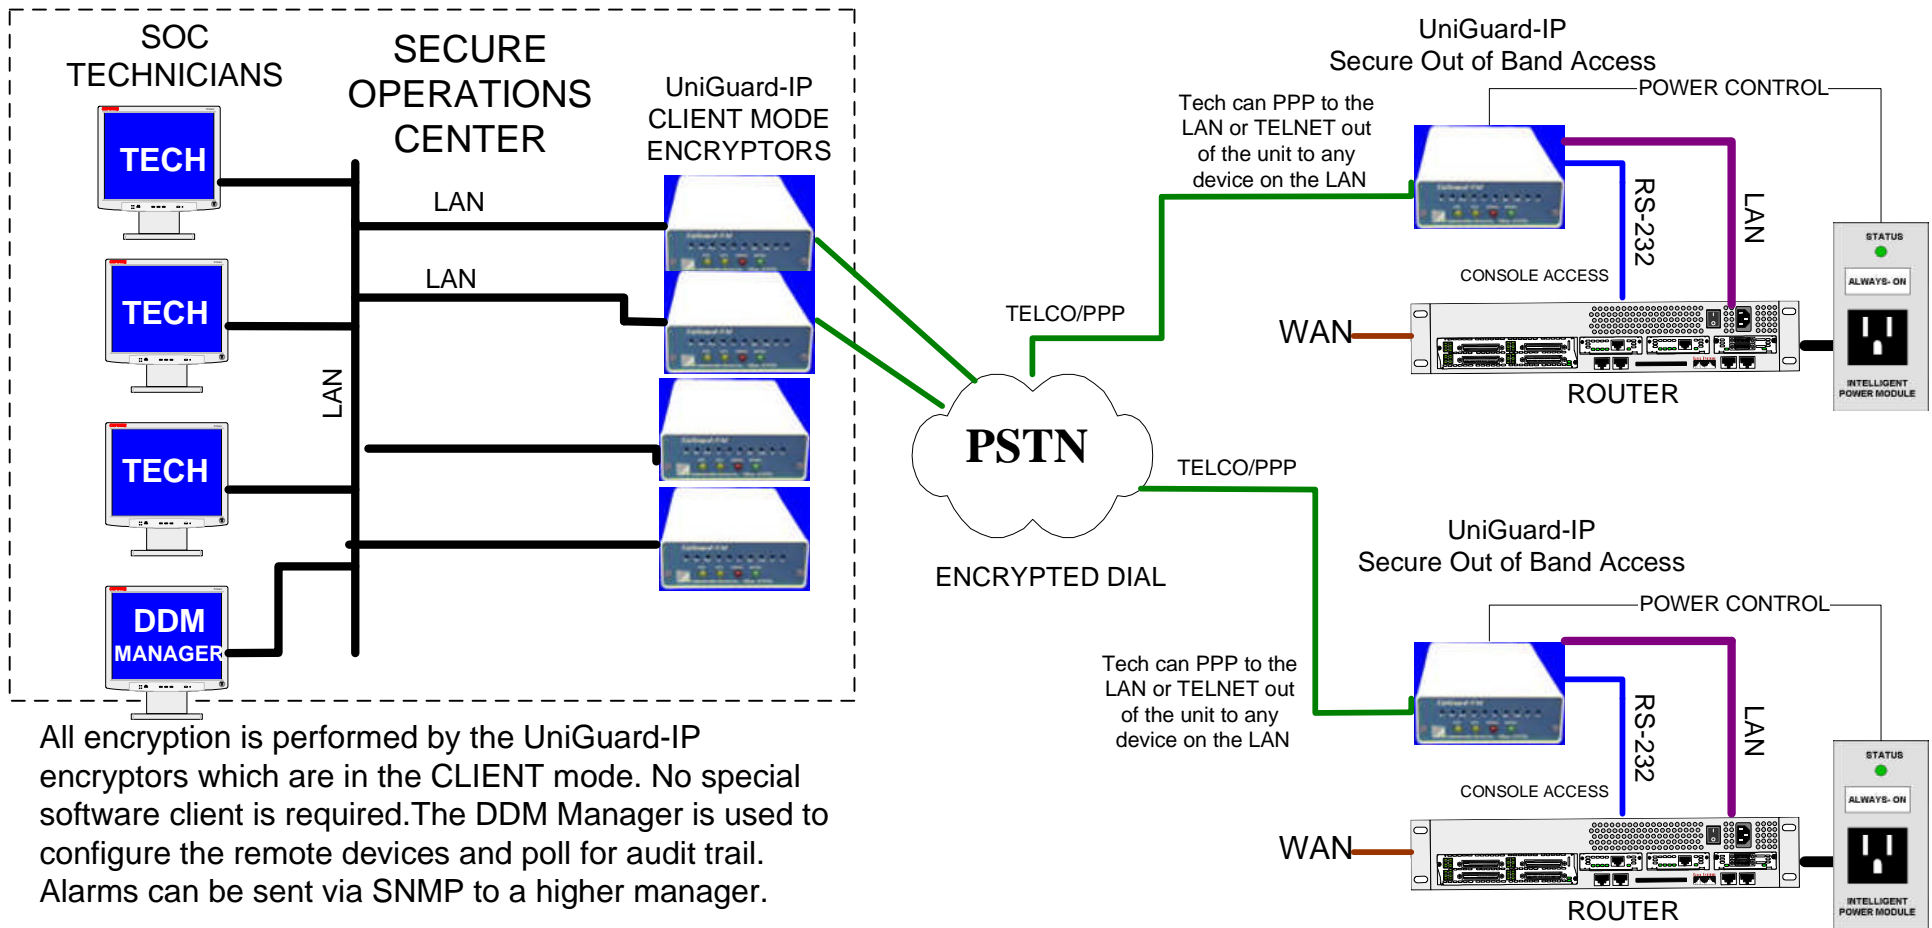 SOC
TECHNICIANS
SECURE
OPERATIONS
CENTER
UniGuard-IP
CLIENT MODE
ENCRYPTORS
TECH
TECH
TECH
DDM
MANAGER
LAN
LAN
LAN
PSTN
ENCRYPTED DIAL
TELCO/PPP
TELCO/PPP
UniGuard-IP
Secure Out of Band Access
POWER CONTROL
Tech can PPP to the
LAN or TELNET out
of the unit to any
device on the LAN
RS-232
LAN
CONSOLE ACCESS
WAN
ROUTER
STATUS
ALWAYS- ON
INTELLIGENT
POWER MODULE
UniGuard-IP
Secure Out of Band Access
POWER CONTROL
Tech can PPP to the
LAN or TELNET out
of the unit to any
device on the LAN
RS-232
LAN
CONSOLE ACCESS
WAN
ROUTER
STATUS
ALWAYS- ON
INTELLIGENT
POWER MODULE
All encryption is performed by the UniGuard-IP
encryptors which are in the CLIENT mode. No special
software client is required.The DDM Manager is used to
configure the remote devices and poll for audit trail.
Alarms can be sent via SNMP to a higher manager.